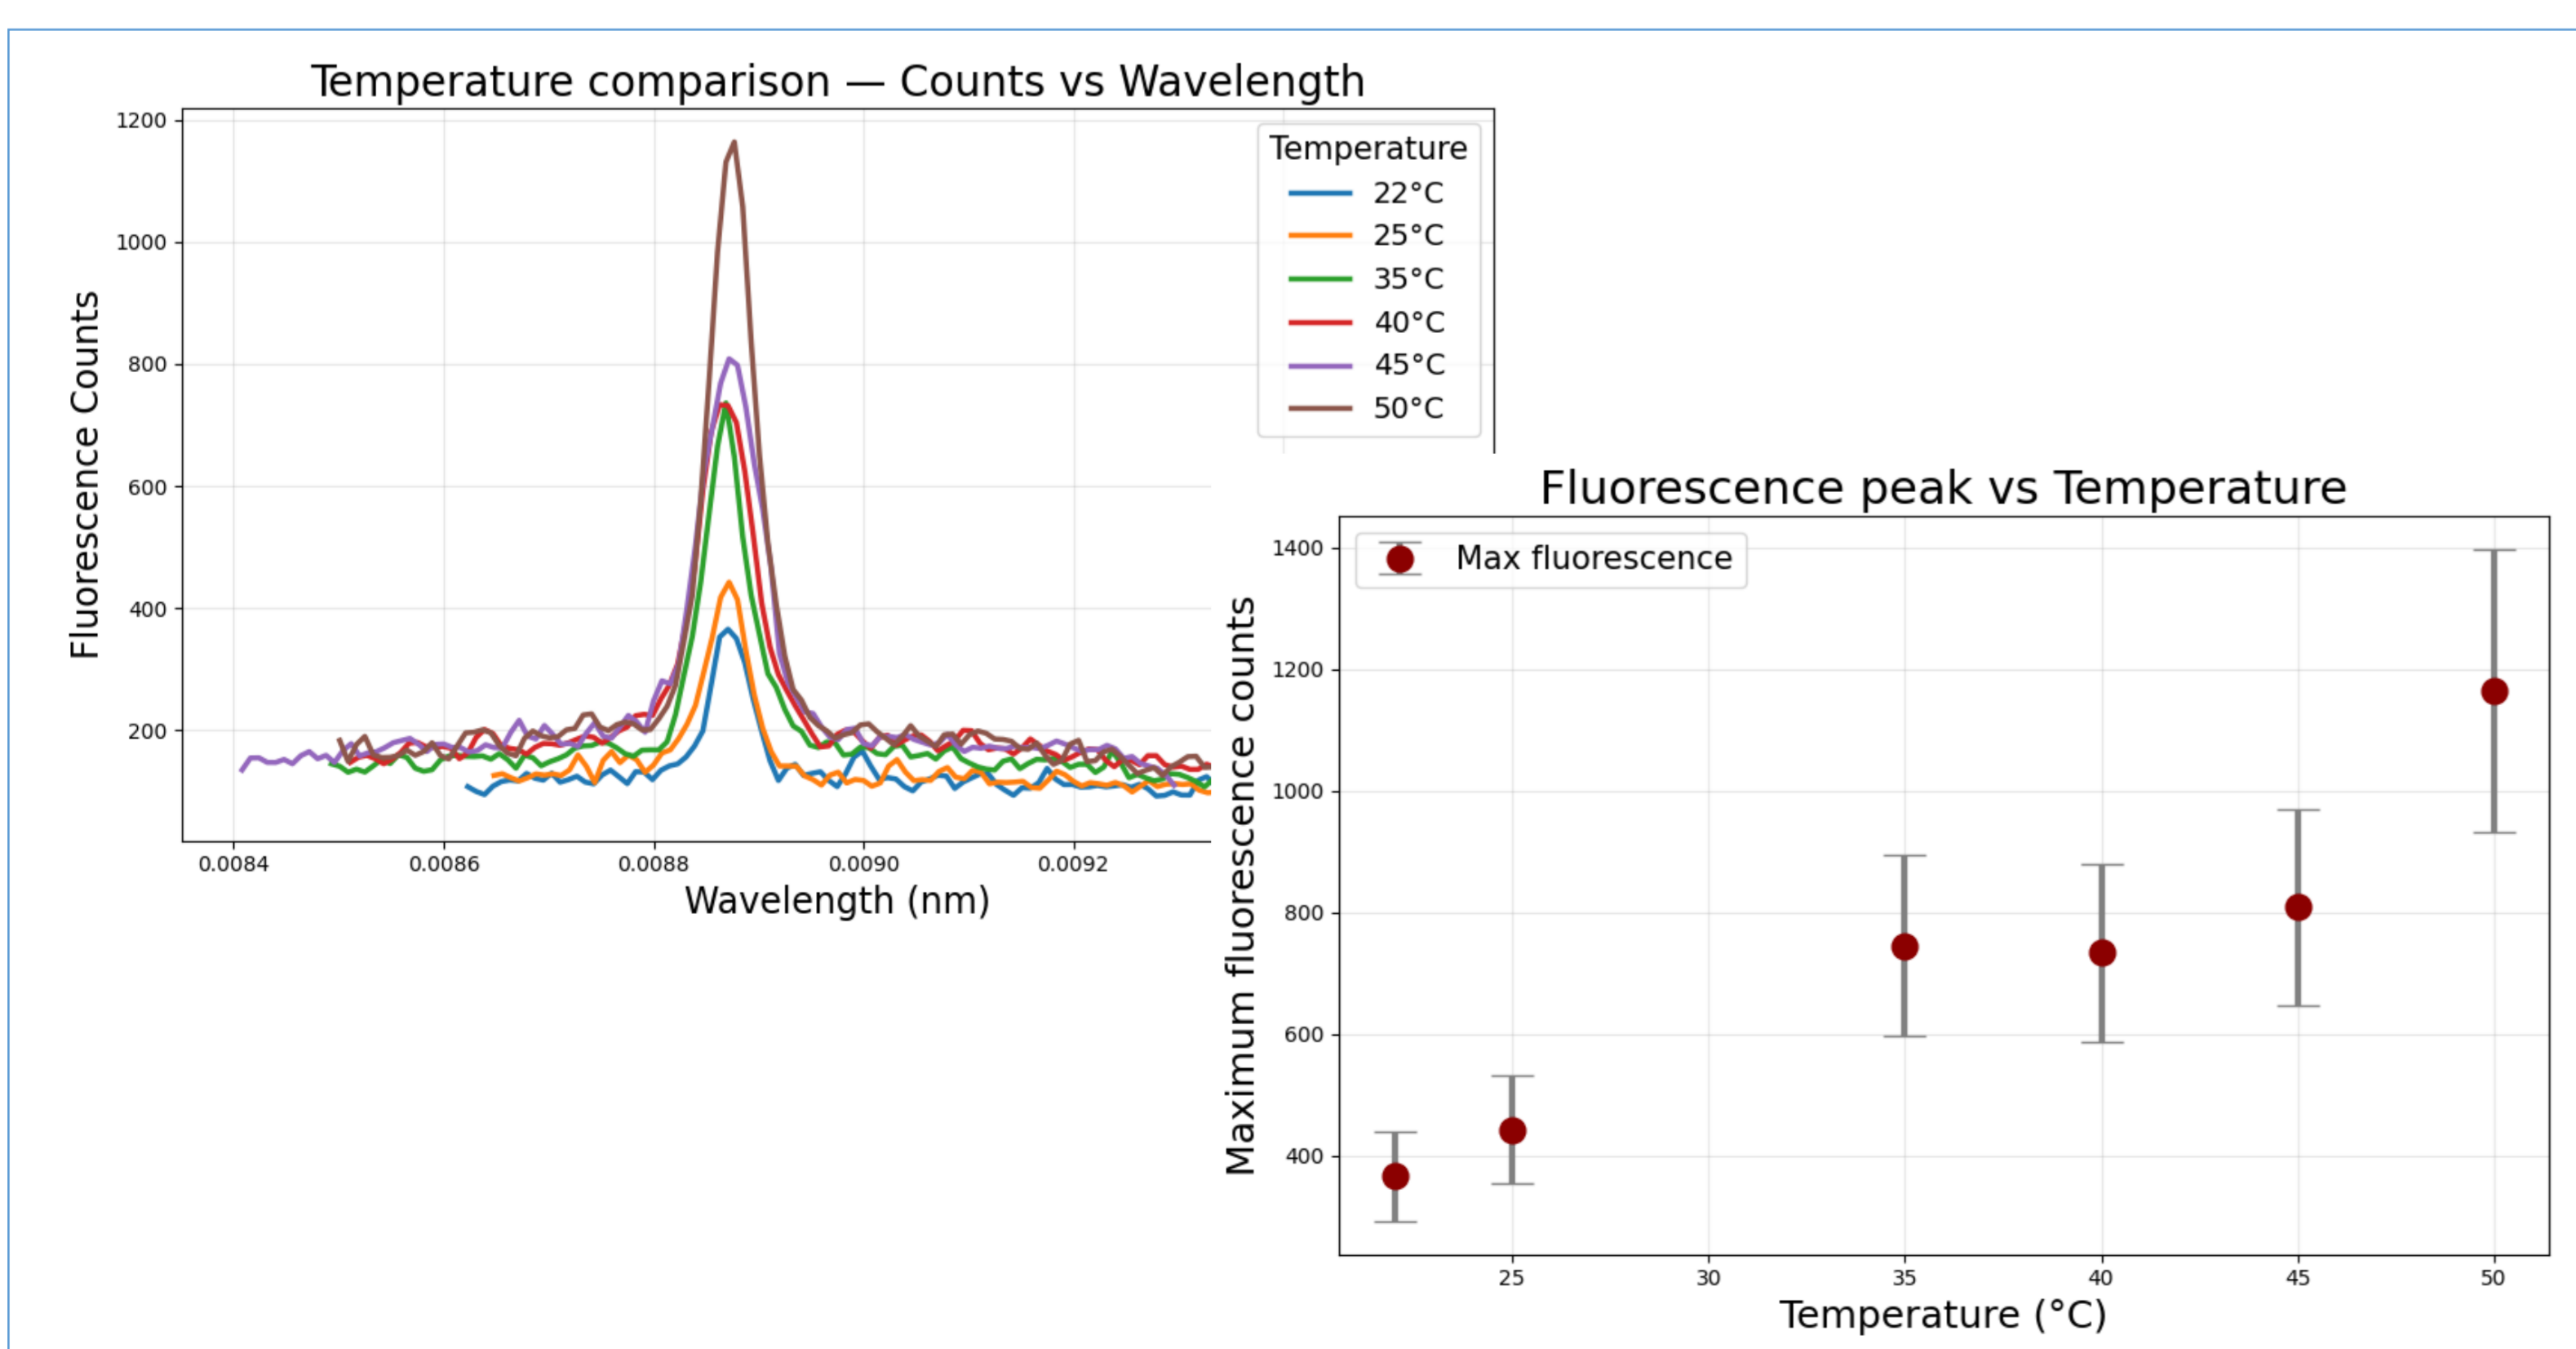 Temperature comparison — Counts vs Wavelength
1200
1000
800
600
400
200
Fluorescence Counts
0.0084
0.0086
0.0088
0.0090
0.0092
Wavelength (nm)
Temperature
22°C
25°C
35°C
40°C
45°C
50°C
Fluorescence peak vs Temperature
Max fluorescence
1400
1200
1000
800
600
400
Maximum fluorescence counts
25
30
35
40
45
50
Temperature (°C)